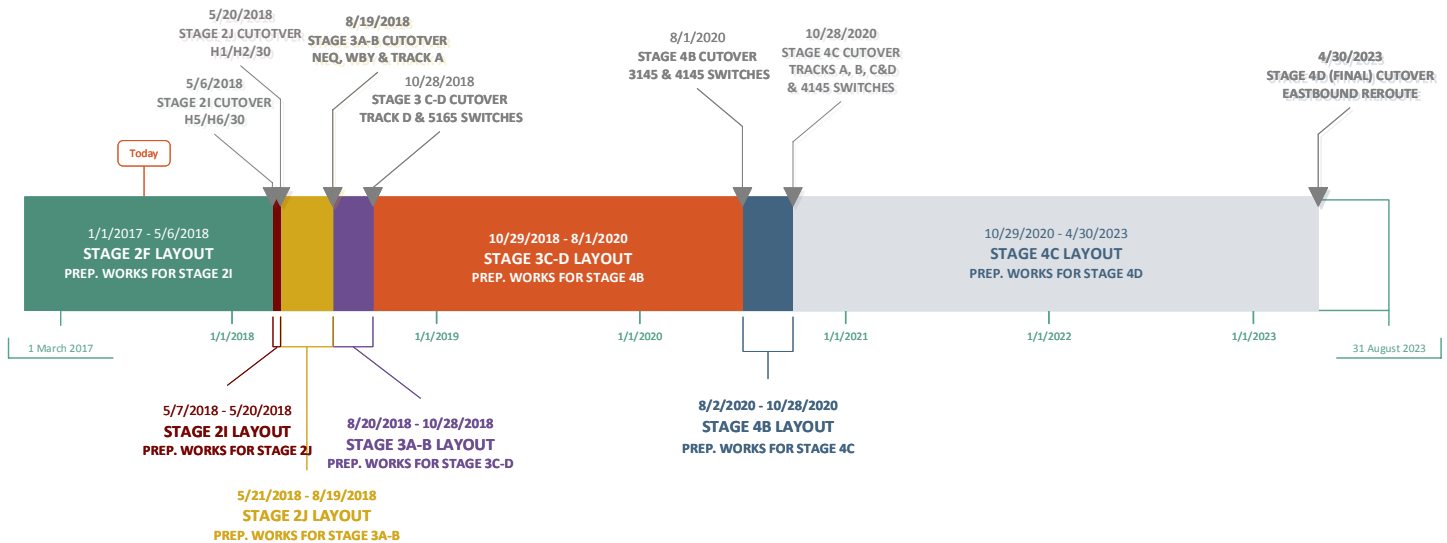 5/20/2018
STAGE 2J CUTOTVER
H1/H2/30
5/6/2018
STAGE 2I CUTOVER
H5/H6/30
8/19/2018
STAGE 3A-B CUTOTVER
NEQ, WBY & TRACK A
10/28/2018
STAGE 3 C-D CUTOVER
TRACK D & 5165 SWITCHES
8/1/2020
STAGE 4B CUTOVER
3145 & 4145 SWITCHES
10/28/2020
STAGE 4C CUTOVER
TRACKS A, B, C&D
& 4145 SWITCHES
4/30/2023
STAGE 4D (FINAL) CUTOVER
EASTBOUND REROUTE
Today
1/1/2017 - 5/6/2018
STAGE 2F LAYOUT
PREP. WORKS FOR STAGE 2I
10/29/2018 - 8/1/2020
STAGE 3C-D LAYOUT
PREP. WORKS FOR STAGE 4B
10/29/2020 - 4/30/2023
STAGE 4C LAYOUT
PREP. WORKS FOR STAGE 4D
1 March 2017
1/1/2018
1/1/2019
1/1/2020
1/1/2021
1/1/2022
1/1/2023
31 August 2023
5/7/2018 - 5/20/2018
STAGE 2I LAYOUT
PREP. WORKS FOR STAGE 2J
8/20/2018 - 10/28/2018
STAGE 3A-B LAYOUT
PREP. WORKS FOR STAGE 3C-D
8/2/2020 - 10/28/2020
STAGE 4B LAYOUT
PREP. WORKS FOR STAGE 4C
5/21/2018 - 8/19/2018
STAGE 2J LAYOUT
PREP. WORKS FOR STAGE 3A-B